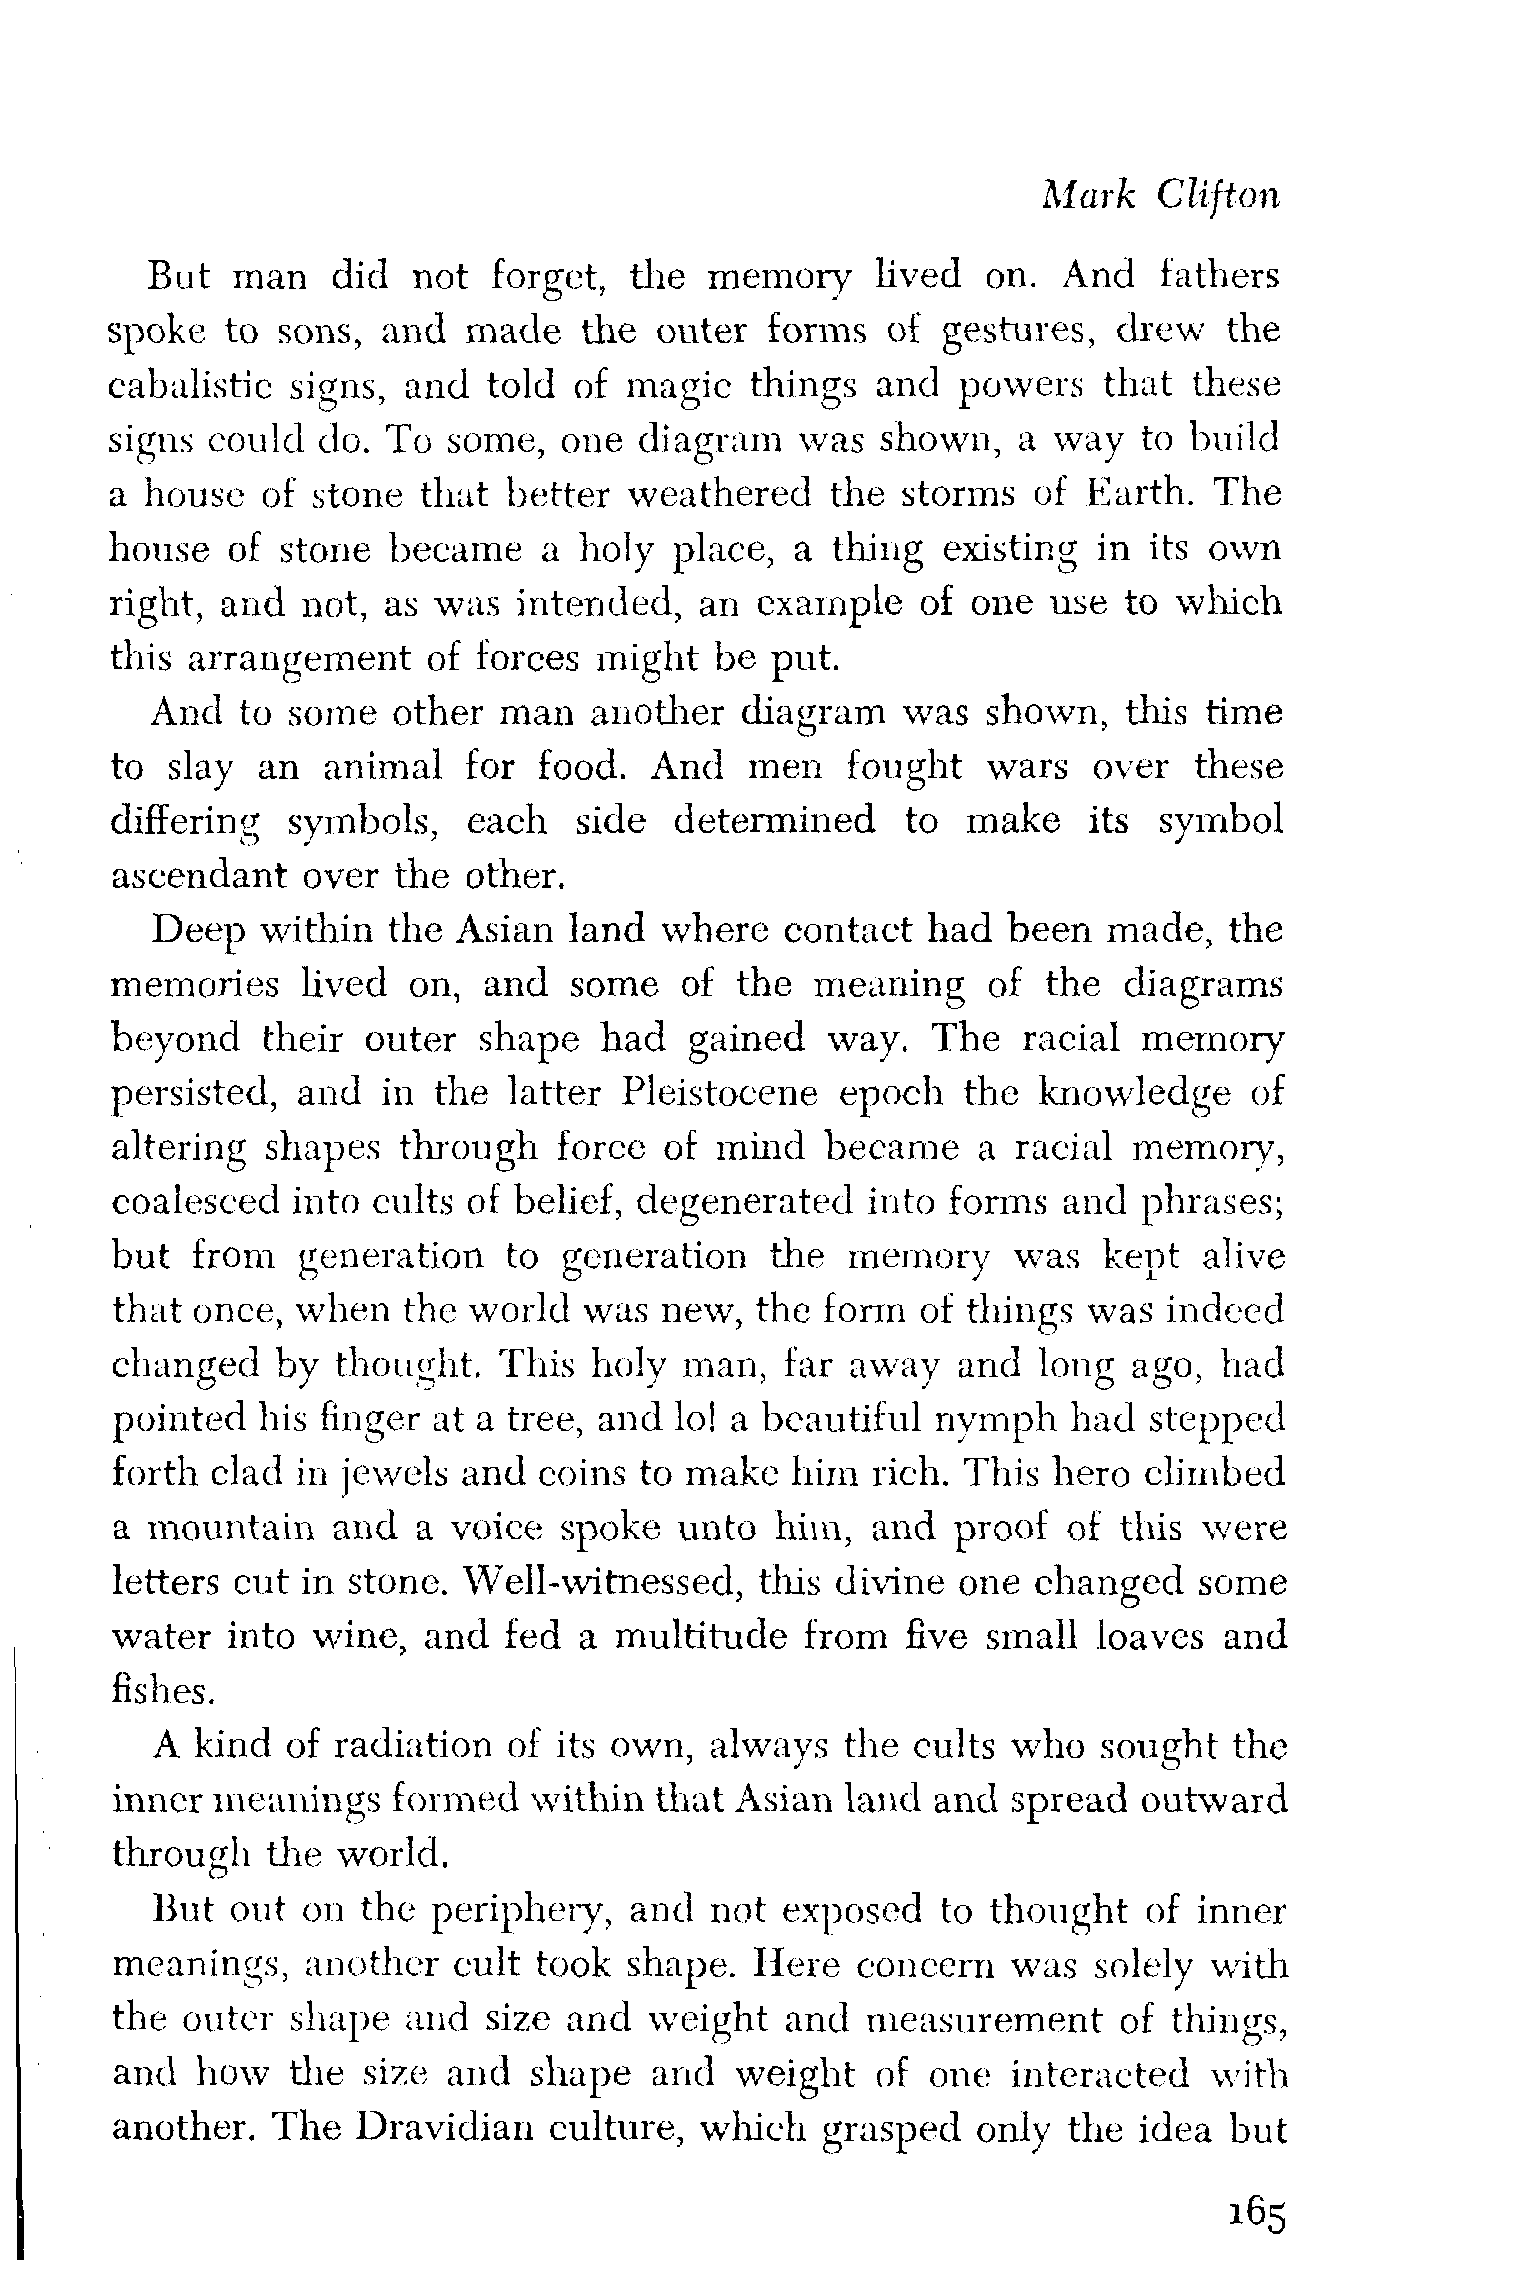 Mark Clifton
But man did not forget, the memory lived on. And fathers
spoke to sons, and made the outer forms of gestures, drew the
cabalistic signs, and told of magic things and powers that these
signs could do. To some, one diagram was shown, a way to build
a house of stone that better weathered the storms of Earth. The
house of stone became a holy place, a thing existing in its own
right, and not, as was intended, an example of one use to which
this arrangement of forces might be put.
And to some other man another diagram was shown, this time
to slay an animal for food. And men fought wars over these
differing symbols, each side determined to make its symbol
ascendant over the other.
Deep within the Asian land where contact had been made, the
memories lived on, and some of the meaning of the diagrams
beyond their outer shape had gained way. The racial memory
persisted, and in the latter Pleistocene epoch the knowledge of
altering shapes through force of mind became a racial memory,
coalesced into cults of belief, degenerated into forms and phrases;
but from generation to generation the memory was kept alive
that once, when the world was new, the form of things was indeed
changed by thought. This holy man, far away and long ago, had
pointed his finger at a tree, and lo! a beautiful nymph had stepped
forth clad in jewels and coins to make him rich. This hero climbed
a mountain and a voice spoke unto him, and proof of this were
letters cut in stone. Well-witnessed, this divine one changed some
water into wine, and fed a multitude from five small loaves and
fishes.
A kind of radiation of its own, always the cults who sought the
inner meanings formed within that Asian land and spread outward
through the world.
But out on the periphery, and not exposed to thought of inner
meanings, another cult took shape. Here concern was solely with
the outer shape and size and weight and measurement of things,
and how the size and shape and weight of one interacted with
another. The Dravidian culture, which grasped only the idea but
165